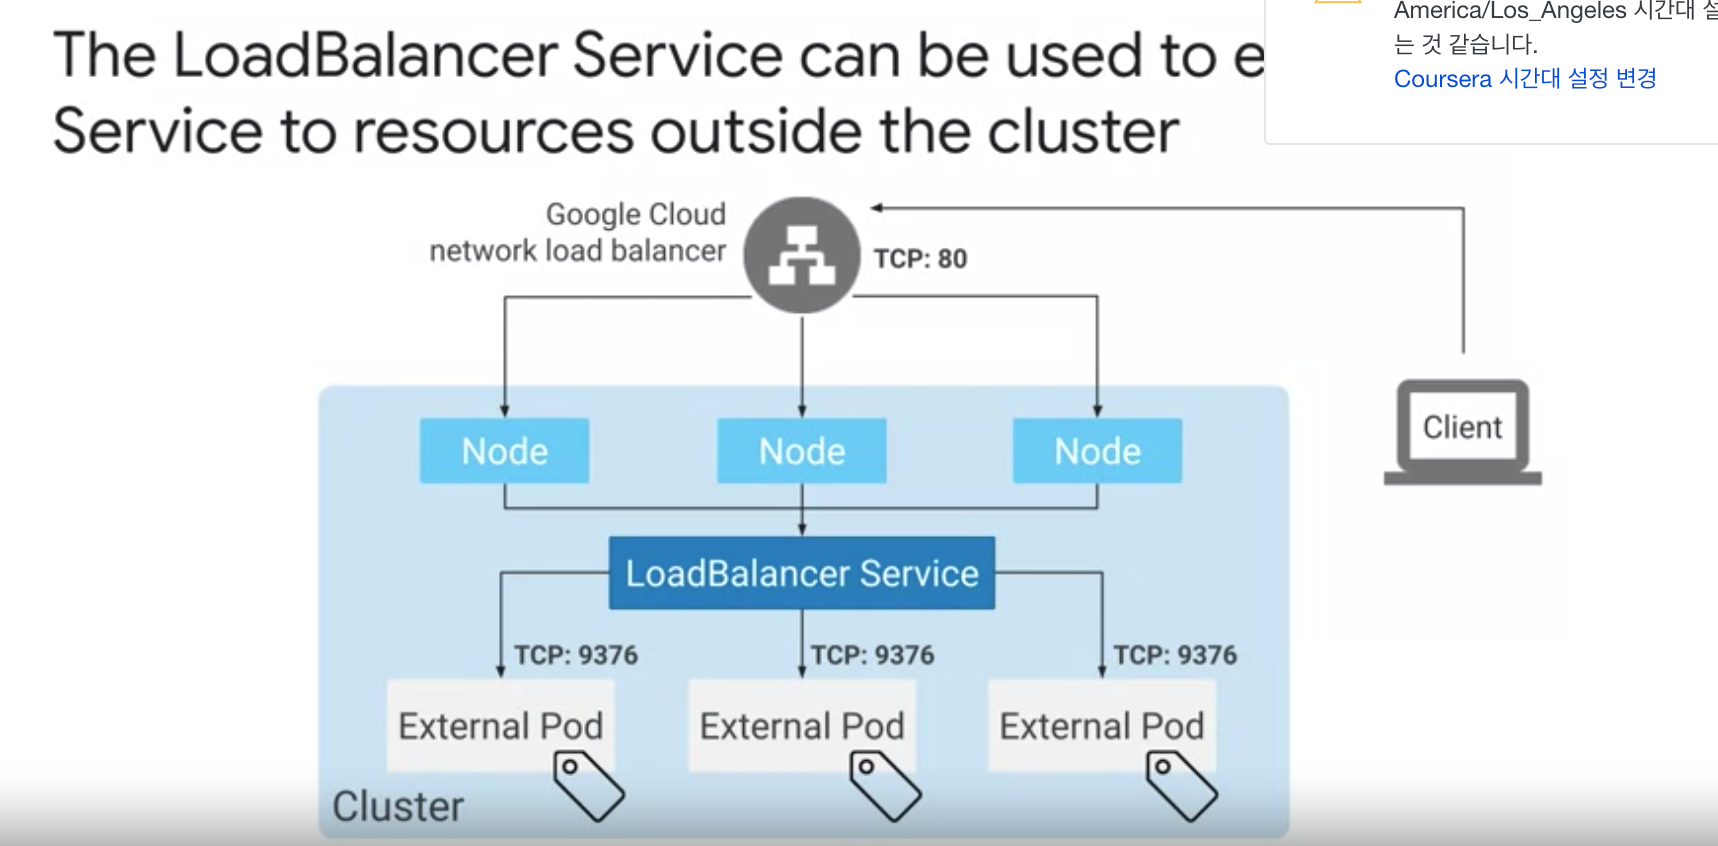 The LoadBalancer Service can be used to e
Service to resources outside the cluster
America/Los_Angeles 시간대 설
는 것 같습니다.
Coursera 시간대 설정 변경
Google Cloud
network load balancer
TCP: 80
Client
Node
Node
Node
LoadBalancer Service
TCP: 9376
TCP: 9376
TCP: 9376
External Pod
External Pod
External Pod
Cluster